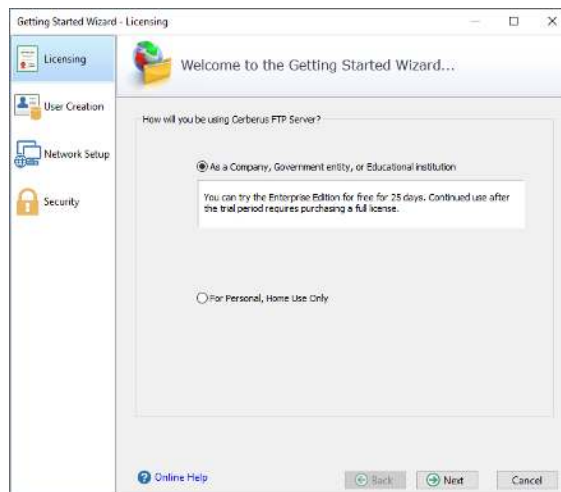 Getting Started Wizard - Licensing
Licensing
User Creation
Network Setup
Security
Welcome to the Getting Started Wizard...
How will you be using Cerberus FTP Server?
As a Company, Government entity, or Educational institution
You can try the Enterprise Edition for free for 25 days. Continued use after
the trial period requires purchasing a full license.
For Personal, Home Use Only
Online Help
Back
Next
Cancel